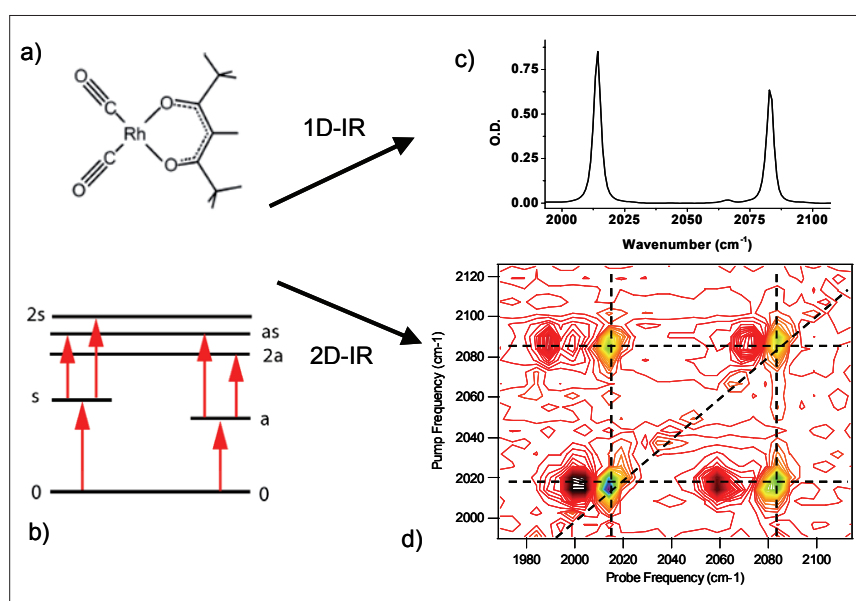 a)
O
C
Rh
O
C
O
O
1D-IR
2D-IR
c)
O.D.
0.75
0.50
0.25
0.00
2000 2025 2050 2075 2100
Wavenumber (cm-1)
2s
as
2a
s
a
0 0
b)
Pump Frequency (cm-1)
2120
2100
2080
2060
2040
2020
2000
1980 2000 2020 2040 2060 2080 2100
Probe Frequency (cm-1)
d)